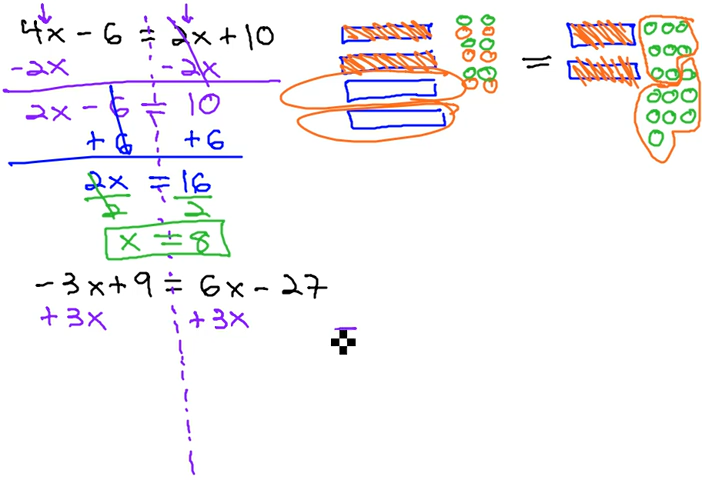 4x - 6 = 2x + 10
-2x -2x
2x - 6 = 10
+ 6 + 6
2x = 16
2 2
x = 8
=
-3x + 9 = 6x - 27
+3x +3x